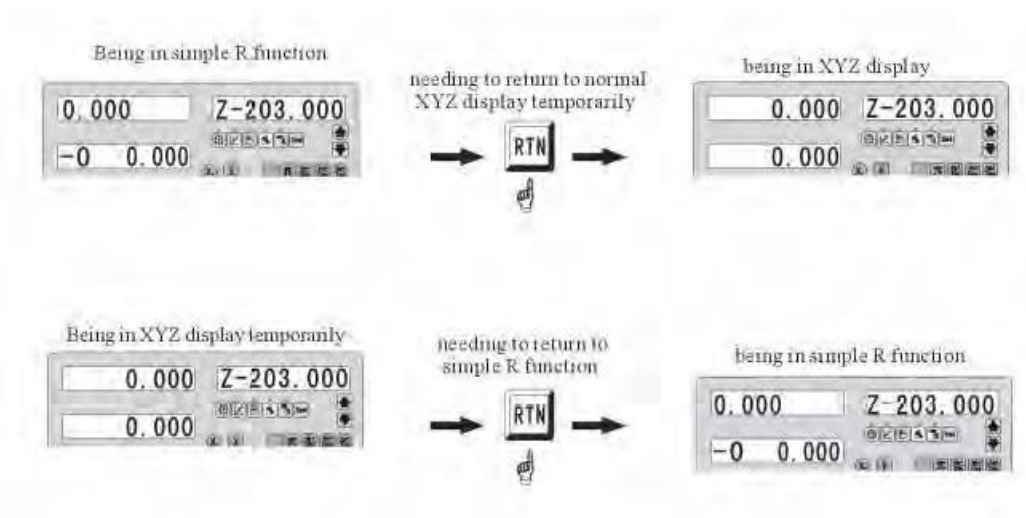 Being in simple R function
0.000
Z-203.000
-0 0.000
needing to return to normal
XYZ display temporarily
RTN
being in XYZ display
0.000
Z-203.000
0.000
Being in XYZ display temporarily
0.000
Z-203.000
0.000
needing to return to
simple R function
RTN
being in simple R function
0.000
Z-203.000
-0 0.000